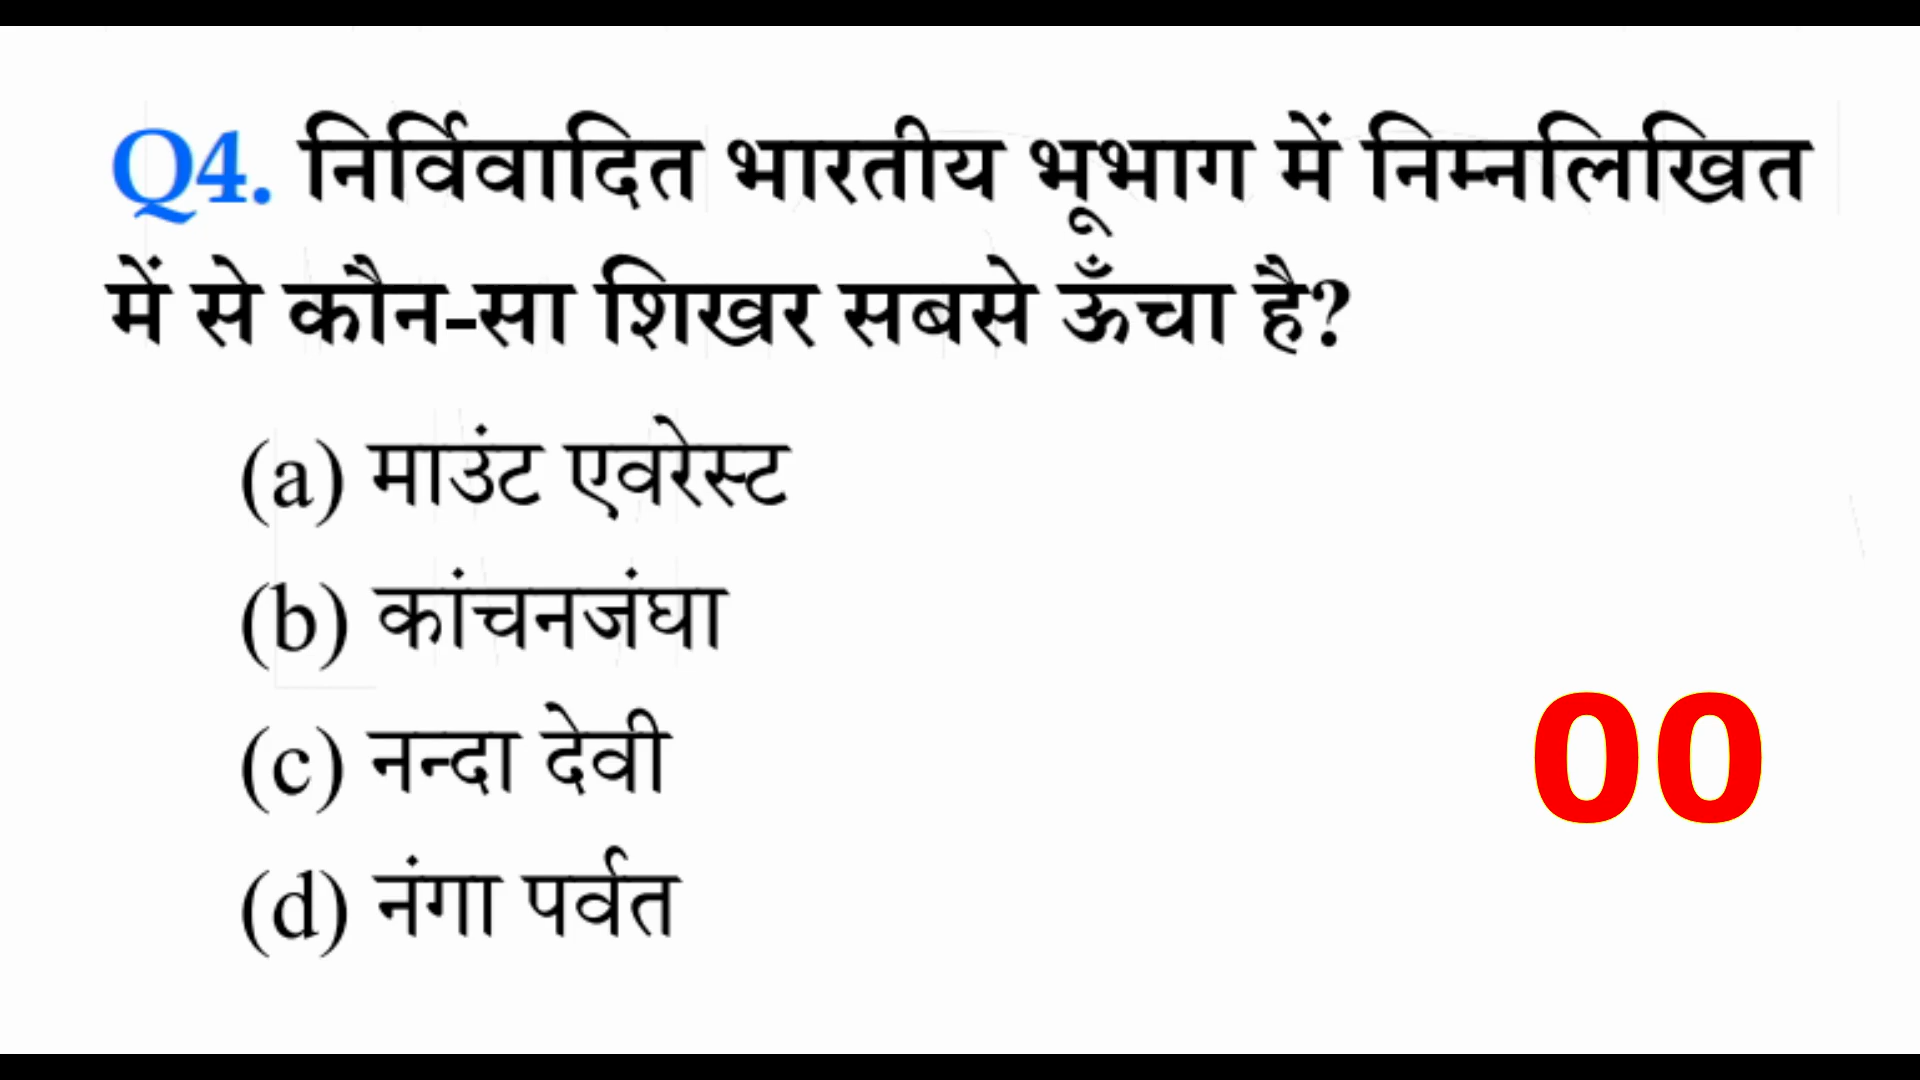 Q4. निर्विवादित भारतीय भूभाग में निम्नलिखित
में से कौन-सा शिखर सबसे ऊँचा है?
(a) माउंट एवरेस्ट
(b) कांचनजंघा
(c) नन्दा देवी
(d) नंगा पर्वत
00